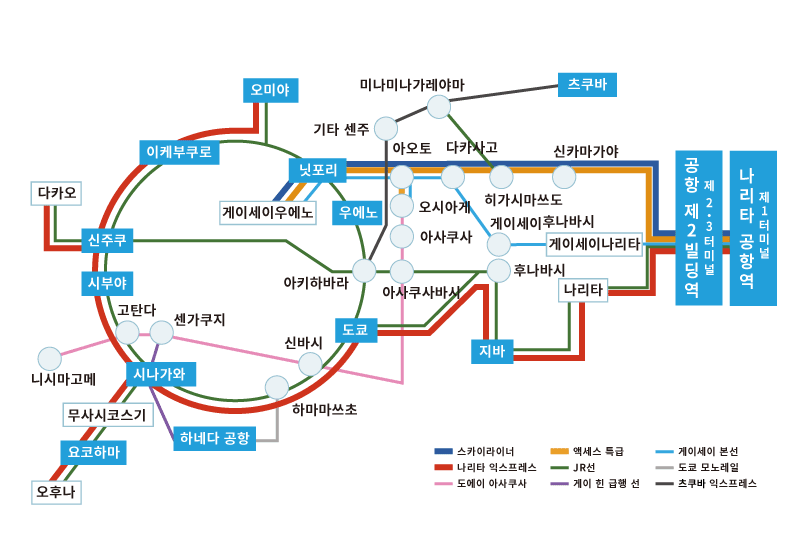 미나미나가레야마
츠쿠바
오미야
기타 센주
이케부쿠로
아오토
다카사고
신카마가야
닛포리
공항 제2빌딩역
제2·3터미널
나리타 공항역
제1터미널
다카오
게이세이우에노
우에노
오시아게
히가시마쓰도
게이세이후나바시
신주쿠
아사쿠사
게이세이나리타
시부야
아키하바라
아사쿠사바시
후나바시
나리타
고탄다
센가쿠지
도쿄
신바시
지바
니시마고메
시나가와
무사시코스기
하마마쓰초
하네다 공항
요코하마
오후나
스카이라이너
액세스 특급
게이세이 본선
나리타 익스프레스
JR선
도쿄 모노레일
도에이 아사쿠사
게이 힌 급행 선
츠쿠바 익스프레스